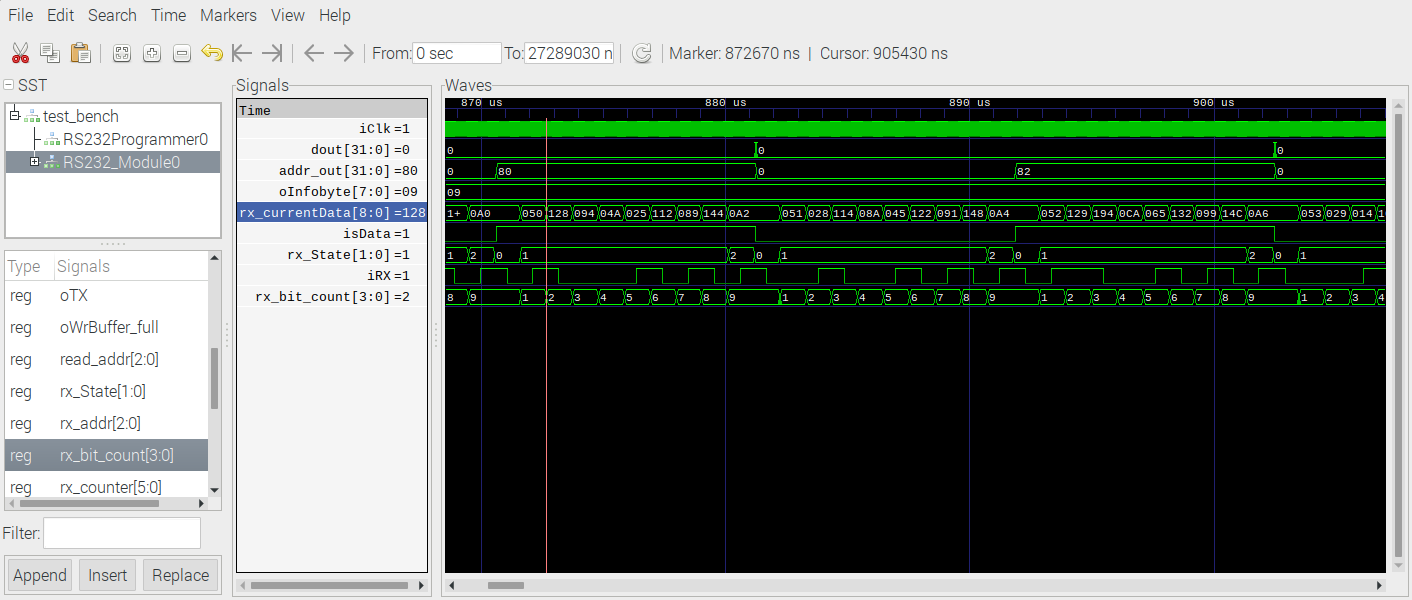 File Edit Search Time Markers View Help
From: 0 sec To: 27289030 n Marker: 872670 ns | Cursor: 905430 ns
SST
test_bench
RS232Programmer0
RS232_Module0
Type Signals
reg oTX
reg oWrBuffer_full
reg read_addr[2:0]
reg rx_State[1:0]
reg rx_addr[2:0]
reg rx_bit_count[3:0]
reg rx_counter[5:0]
Filter:
Append Insert Replace
Signals
Time
iClk =1
dout[31:0] =0
addr_out[31:0] =80
oInfobyte[7:0] =09
rx_currentData[8:0] =128
isData =1
rx_State[1:0] =1
iRX =1
rx_bit_count[3:0] =2
Waves
870 us 880 us 890 us 900 us
0 0 0
0 80 0 82 0
09
1+ 0A0 050 128 094 04A 025 112 089 144 0A2 051 028 114 08A 045 122 091 148 0A4 052 129 194 0CA 065 132 099 14C 0A6 053 029 014 1
1 2 0 1 2 0 1 2 0 1 2 0 1
8 9 1 2 3 4 5 6 7 8 9 1 2 3 4 5 6 7 8 9 1 2 3 4 5 6 7 8 9 1 2 3 4